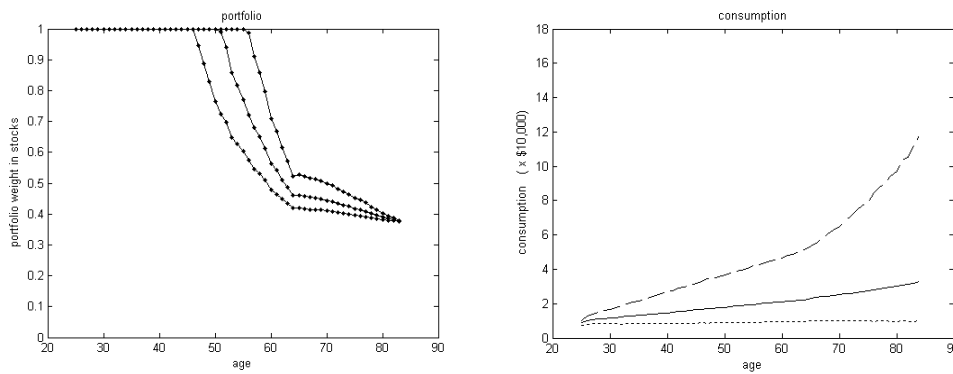 portfolio
1
0.9
0.8
0.7
0.6
0.5
0.4
0.3
0.2
0.1
0
portfolio weight in stocks
20 30 40 50 60 70 80 90
age
consumption
18
16
14
12
10
8
6
4
2
0
consumption ( x $10,000)
20 30 40 50 60 70 80 90
age